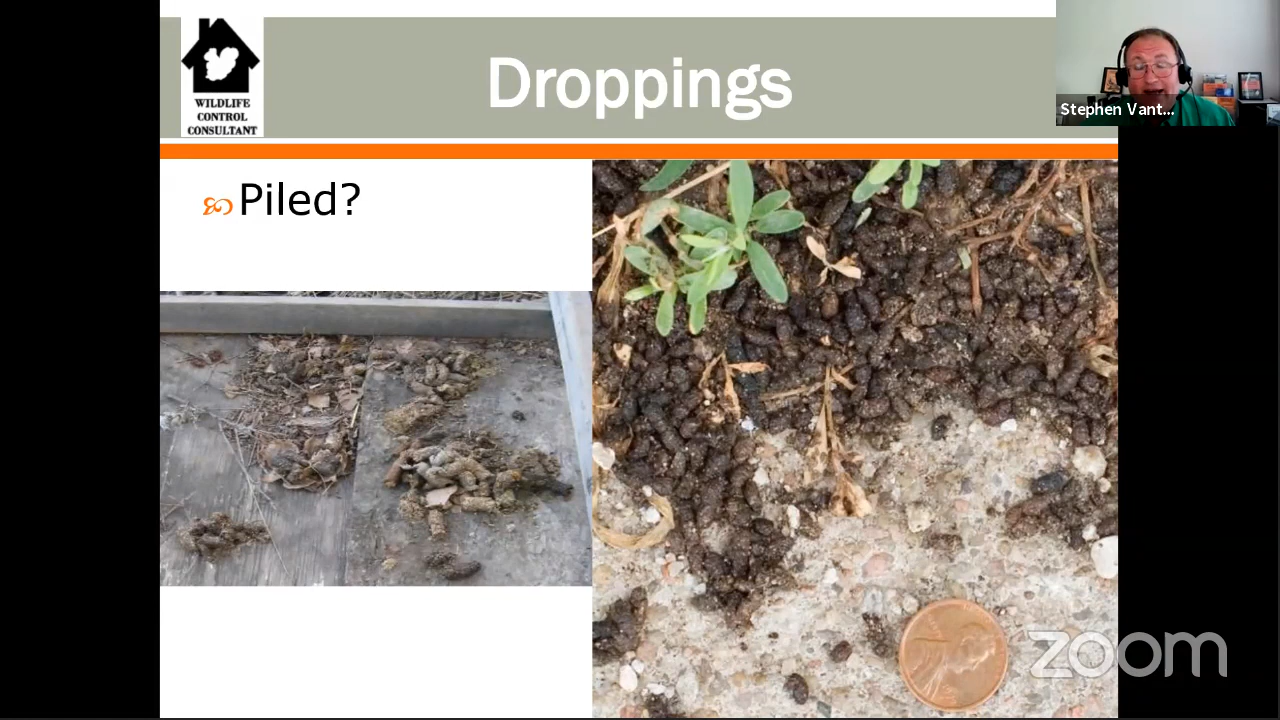 WILDLIFE
CONTROL
CONSULTANT
Droppings
Stephen Vant...
Piled?
zoom